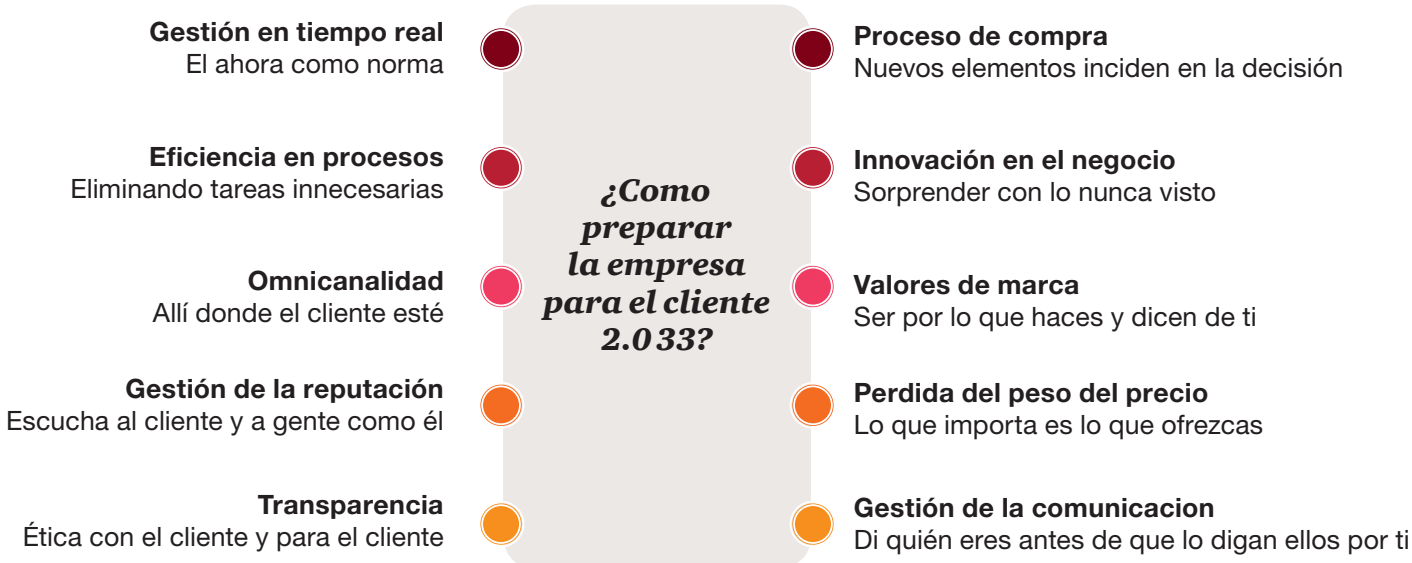 Gestión en tiempo real
El ahora como norma
Eficiencia en procesos
Eliminando tareas innecesarias
Omnicanalidad
Allí donde el cliente esté
Gestión de la reputación
Escucha al cliente y a gente como él
Transparencia
Ética con el cliente y para el cliente
¿Como
preparar
la empresa
para el cliente
2.0 33?
Proceso de compra
Nuevos elementos inciden en la decisión
Innovación en el negocio
Sorprender con lo nunca visto
Valores de marca
Ser por lo que haces y dicen de ti
Perdida del peso del precio
Lo que importa es lo que ofrezcas
Gestión de la comunicacion
Di quién eres antes de que lo digan ellos por ti